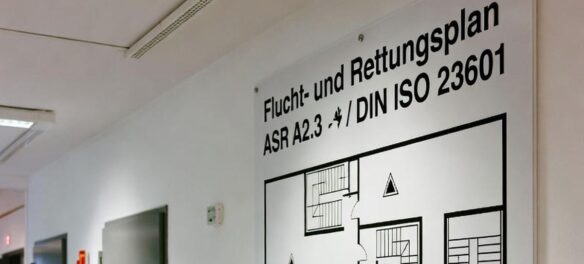 Flucht- und Rettungsplan
ASR A2.3 / DIN ISO 23601